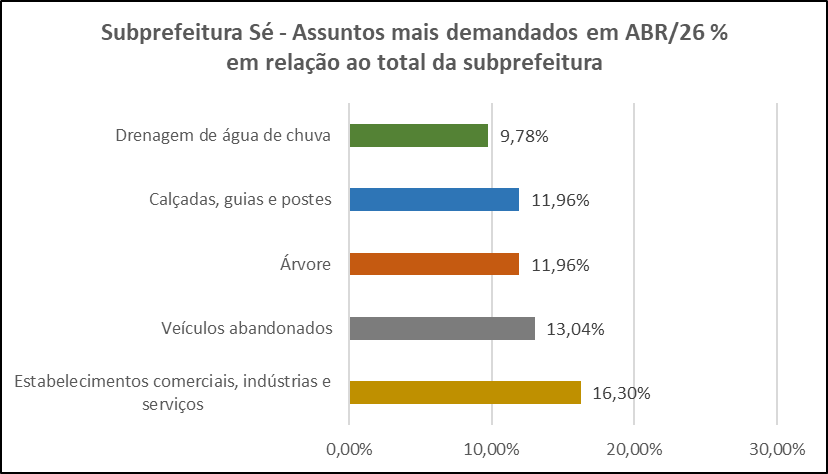 Subprefeitura Sé - Assuntos mais demandados em ABR/26 %
em relação ao total da subprefeitura
Drenagem de água de chuva
9,78%
Calçadas, guias e postes
11,96%
Árvore
11,96%
Veículos abandonados
13,04%
Estabelecimentos comerciais, indústrias e
serviços
16,30%
0,00%
10,00%
20,00%
30,00%